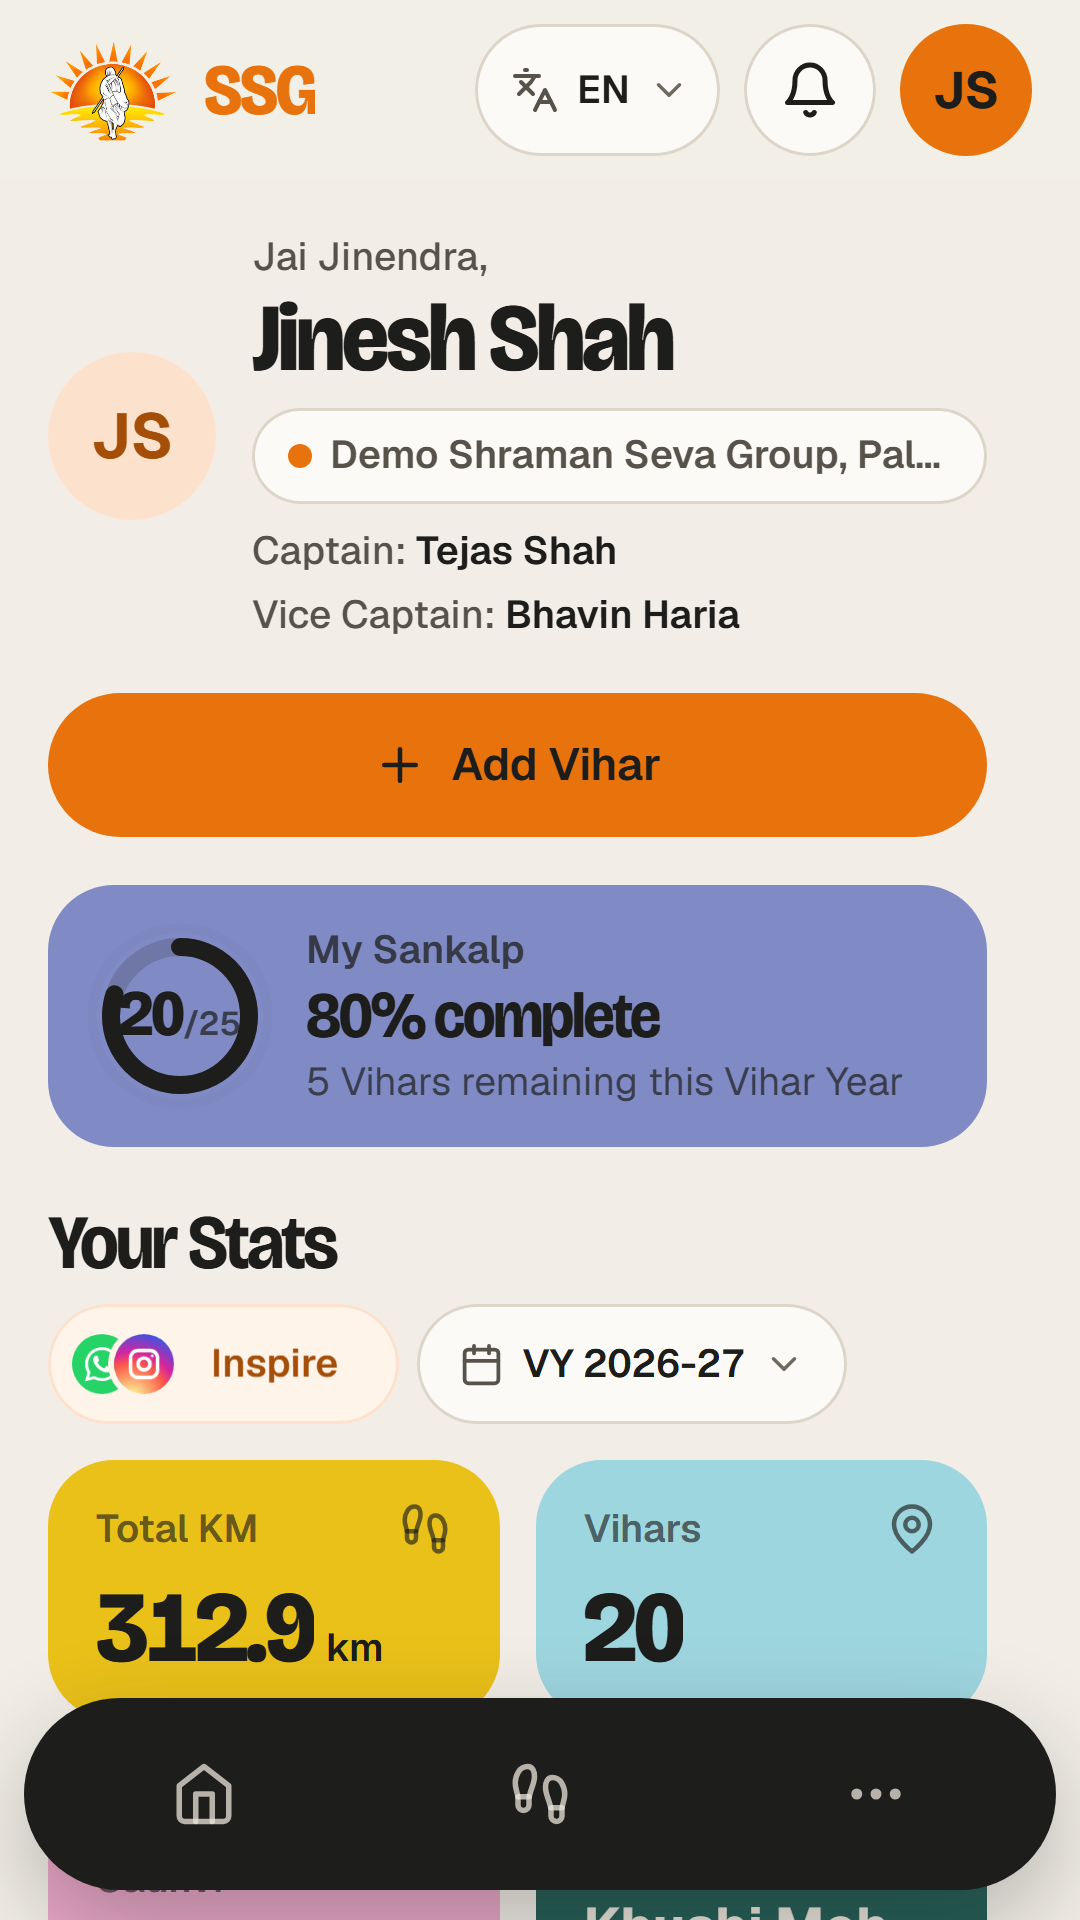 SSG
EN
JS
Jai Jinendra,
Jinesh Shah
JS
Demo Shraman Seva Group, Pal...
Captain: Tejas Shah
Vice Captain: Bhavin Haria
Add Vihar
My Sankalp
20/25
80% complete
5 Vihars remaining this Vihar Year
Your Stats
Inspire
VY 2026-27
Total KM
Vihars
312.9 km
20